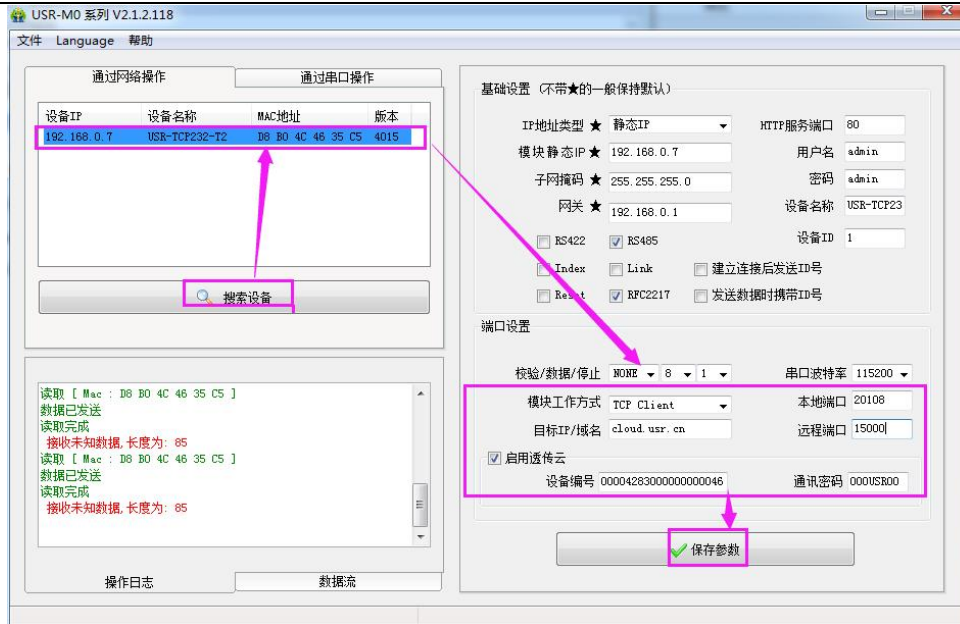 USR-M0 系列 V2.1.2.118
文件 Language 帮助
通过网络操作 通过串口操作
设备IP 设备名称 MAC地址 版本
192.168.0.7 USR-TCP232-T2 D8 B0 4C 46 35 C5 4015
搜索设备
读取 [ Mac : D8 B0 4C 46 35 C5 ]
数据已发送
读取完成
接收未知数据,长度为: 85
读取 [ Mac : D8 B0 4C 46 35 C5 ]
数据已发送
读取完成
接收未知数据,长度为: 85
操作日志 数据流
基础设置 (不带★的一般保持默认)
IP地址类型 ★ 静态IP HTTP服务端口 80
模块静态IP★ 192.168.0.7 用户名 admin
子网掩码 ★ 255.255.255.0 密码 admin
网关 ★ 192.168.0.1 设备名称 USR-TCP23
RS422 RS485 设备ID 1
Index Link 建立连接后发送ID号
Reset RFC2217 发送数据时携带ID号
端口设置
校验/数据/停止 NONE 8 1 串口波特率 115200
模块工作方式 TCP Client 本地端口 20108
目标IP/域名 cloud.usr.cn 远程端口 15000
启用透传云
设备编号 00004283000000000046 通讯密码 000USR00
保存参数